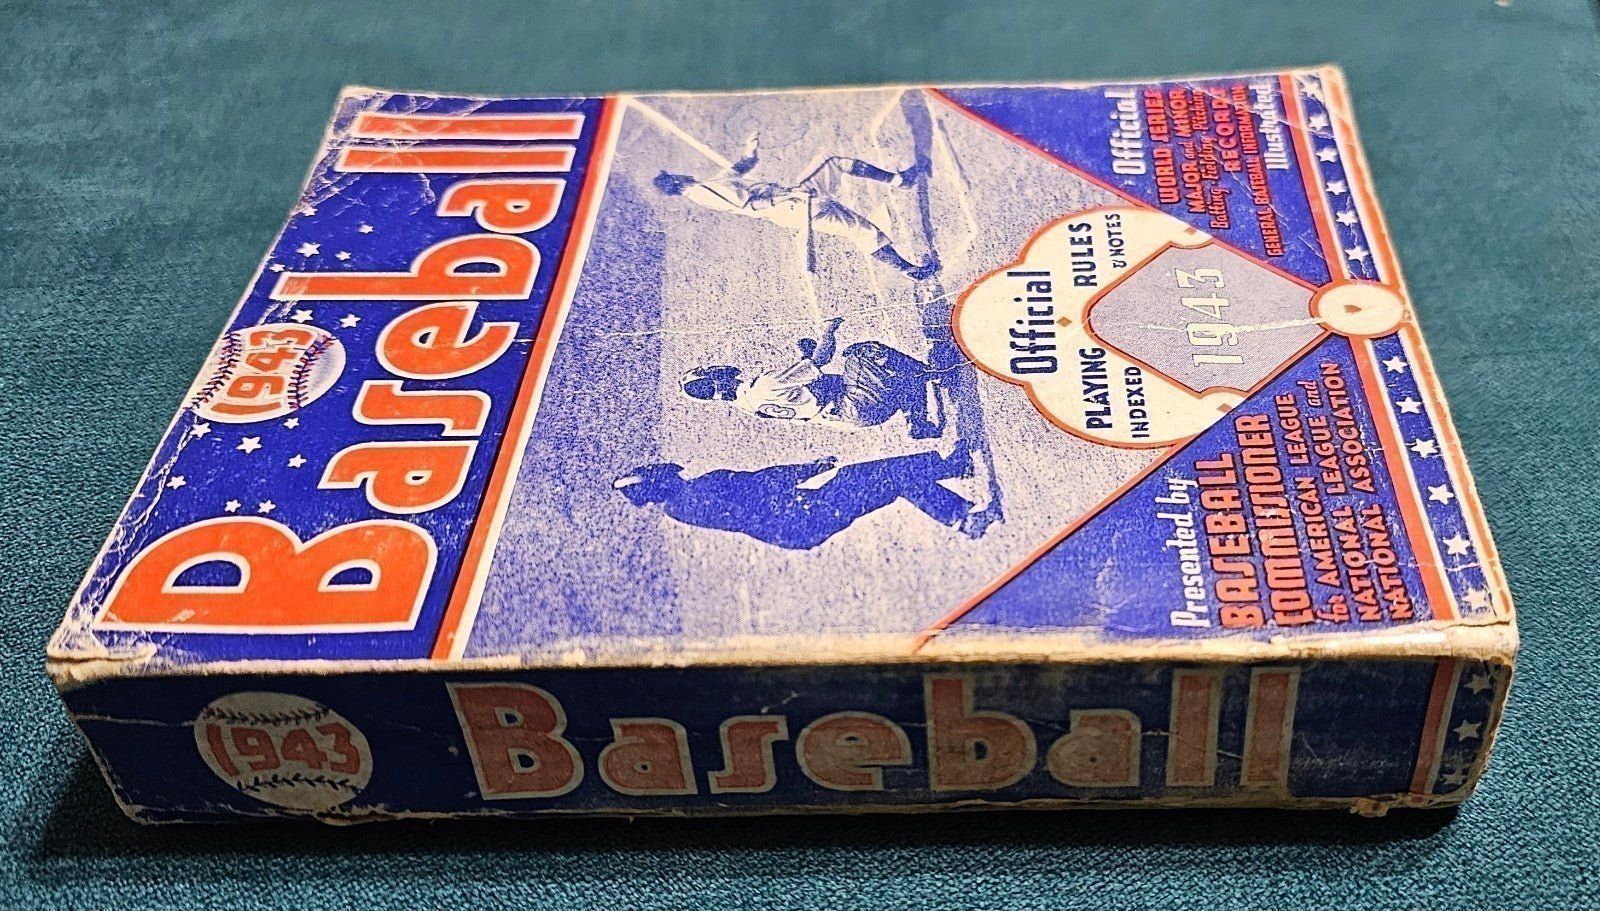 1943
Baseball
Official
WORLD SERIES
MAJOR and MINOR
Batting Fielding Pitching
RECORDS
GENERAL BASEBALL INFORMATION
Illustrated
Official
PLAYING RULES
INDEXED & NOTES
1943
Presented by
BASEBALL
COMMISSIONER
for AMERICAN LEAGUE and
NATIONAL LEAGUE and
NATIONAL ASSOCIATION
1943
Baseball